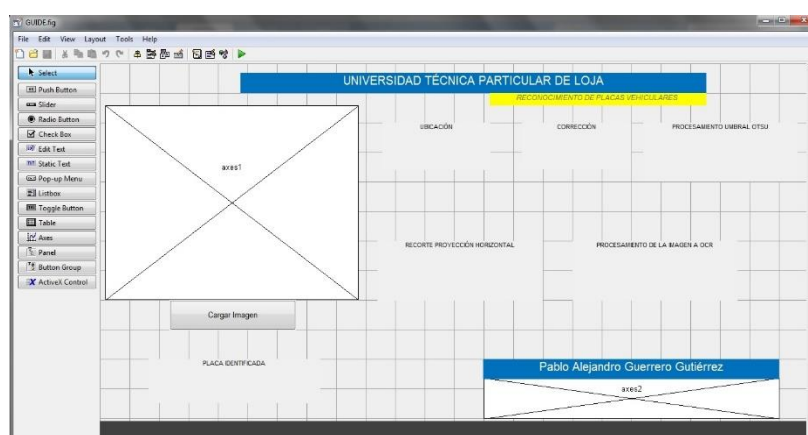 GUIDE.fig
File Edit View Layout Tools Help
Select
Push Button
Slider
Radio Button
Check Box
Edit Text
Static Text
Pop-up Menu
Listbox
Toggle Button
Table
Axes
Panel
Button Group
ActiveX Control
UNIVERSIDAD TÉCNICA PARTICULAR DE LOJA
RECONOCIMIENTO DE PLACAS VEHICULARES
axes1
UBICACIÓN
CORRECCIÓN
PROCESAMIENTO UMBRAL OTSU
RECORTE PROYECCIÓN HORIZONTAL
PROCESAMIENTO DE LA IMAGEN A OCR
Cargar Imagen
PLACA IDENTIFICADA
Pablo Alejandro Guerrero Gutiérrez
axes2